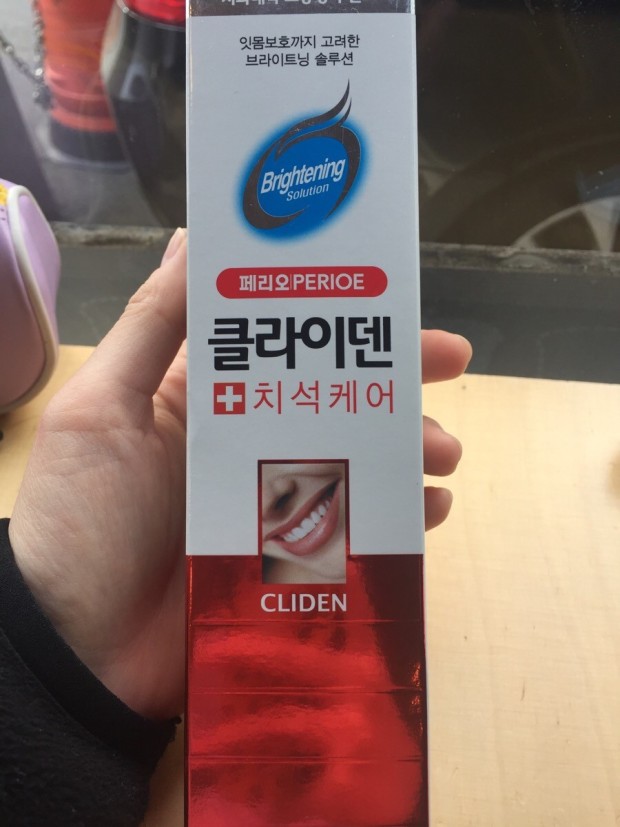 잇몸보호까지 고려한
브라이트닝 솔루션
Brightening
Solution
페리오PERIOE
클라이덴
치석케어
CLIDEN